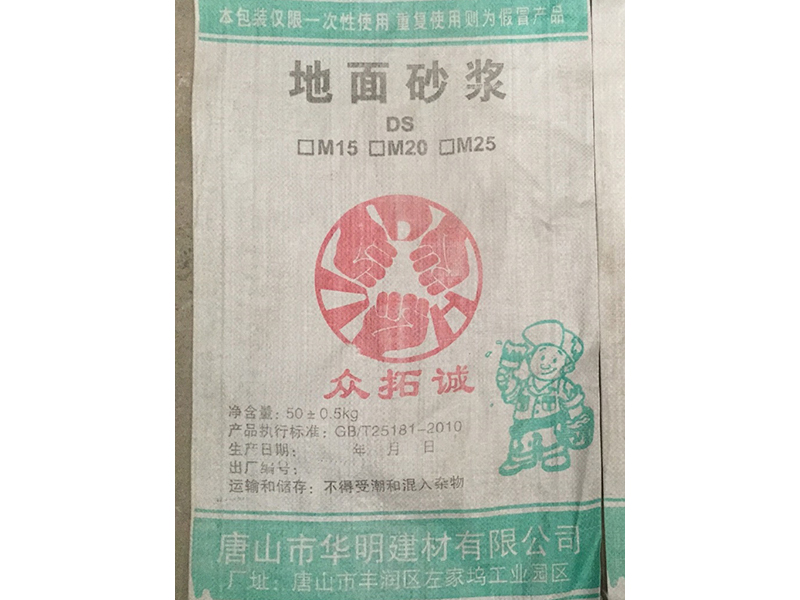 本包装仅限一次性使用 重复使用则为假冒产品
地面砂浆
DS
□M15 □M20 □M25
众拓诚
净含量：50±0.5kg
产品执行标准：GB/T25181-2010
生产日期： 年 月 日
出厂编号：
运输和储存：不得受潮和混入杂物
唐山市华明建材有限公司
厂址：唐山市丰润区左家坞工业园区